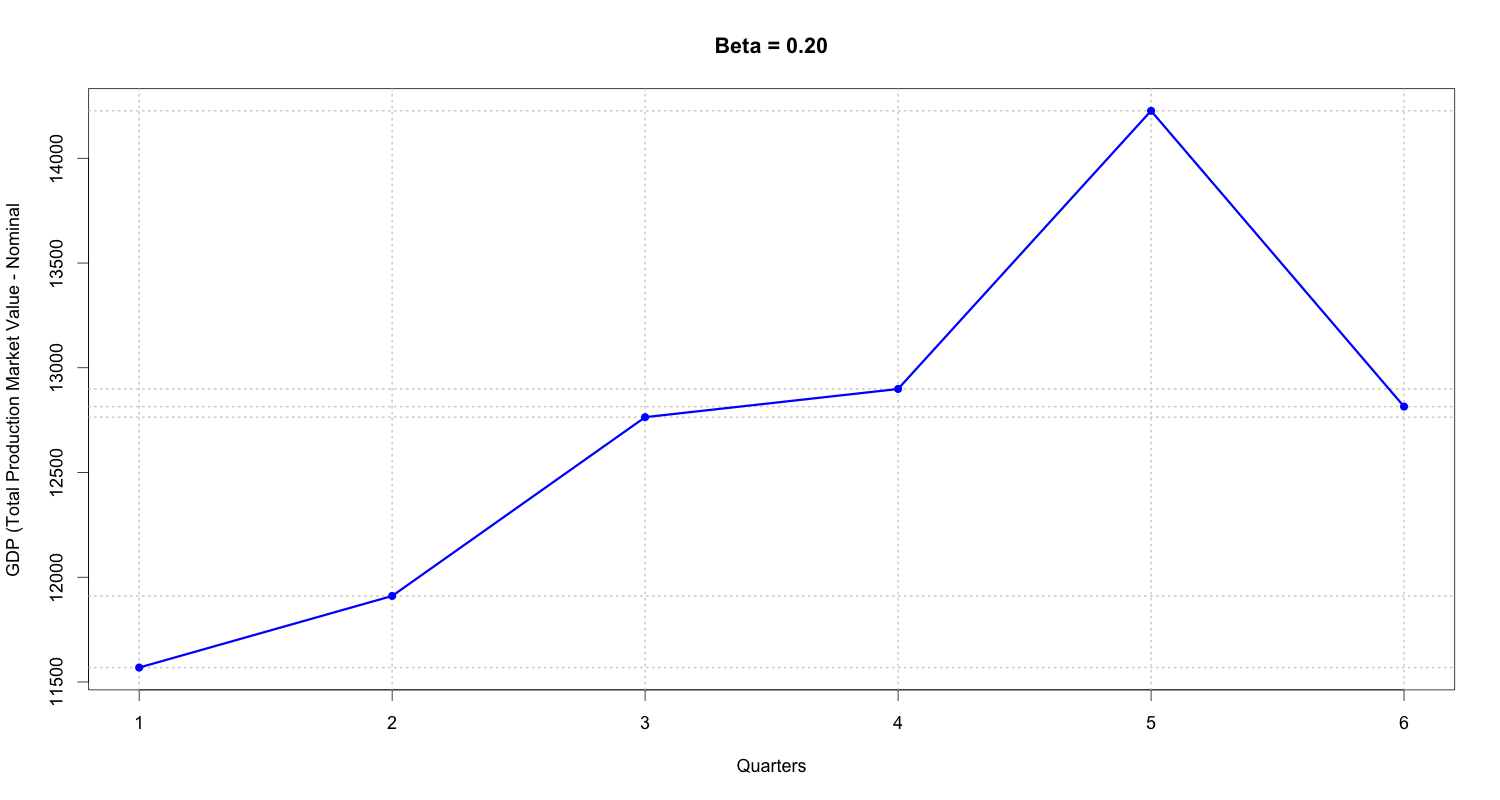 Beta = 0.20
GDP (Total Production Market Value - Nominal
14000
13500
13000
12500
12000
11500
1 2 3 4 5 6
Quarters